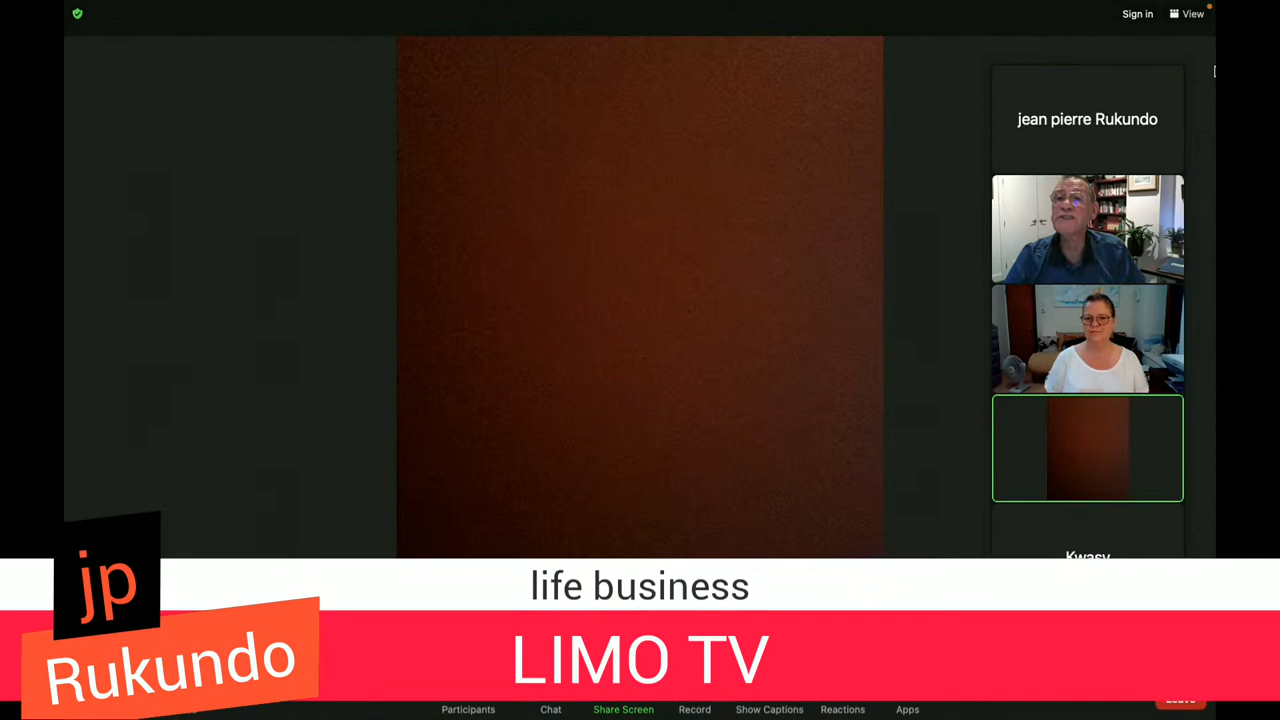 Sign in
View
jean pierre Rukundo
Kwasy
life business
LIMO TV
jp
Rukundo
Participants
Chat
Share Screen
Record
Show Captions
Reactions
Apps